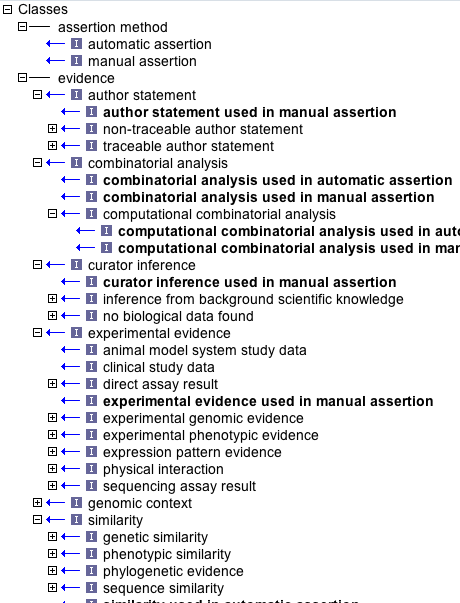 Classes
assertion method
automatic assertion
manual assertion
evidence
author statement
author statement used in manual assertion
non-traceable author statement
traceable author statement
combinatorial analysis
combinatorial analysis used in automatic assertion
combinatorial analysis used in manual assertion
computational combinatorial analysis
computational combinatorial analysis used in auto
computational combinatorial analysis used in mar
curator inference
curator inference used in manual assertion
inference from background scientific knowledge
no biological data found
experimental evidence
animal model system study data
clinical study data
direct assay result
experimental evidence used in manual assertion
experimental genomic evidence
experimental phenotypic evidence
expression pattern evidence
physical interaction
sequencing assay result
genomic context
similarity
genetic similarity
phenotypic similarity
phylogenetic evidence
sequence similarity
similarity used in automatic assertion